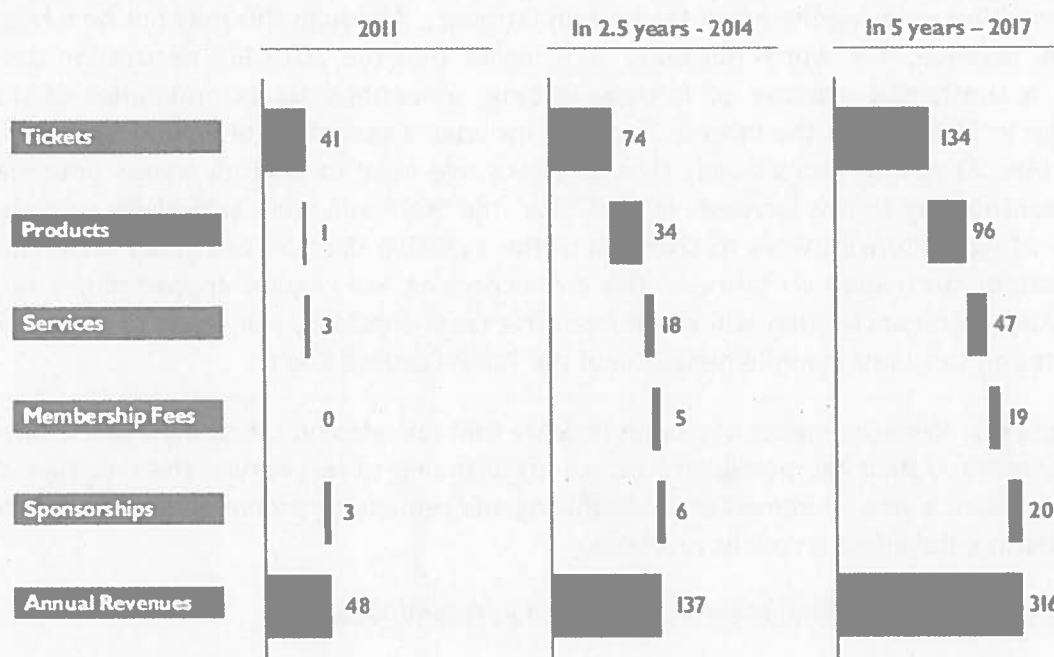 2011 In 2.5 years - 2014 In 5 years – 2017
Tickets 41 74 134
Products 1 34 96
Services 3 18 47
Membership Fees 0 5 19
Sponsorships 3 6 20
Annual Revenues 48 137 316